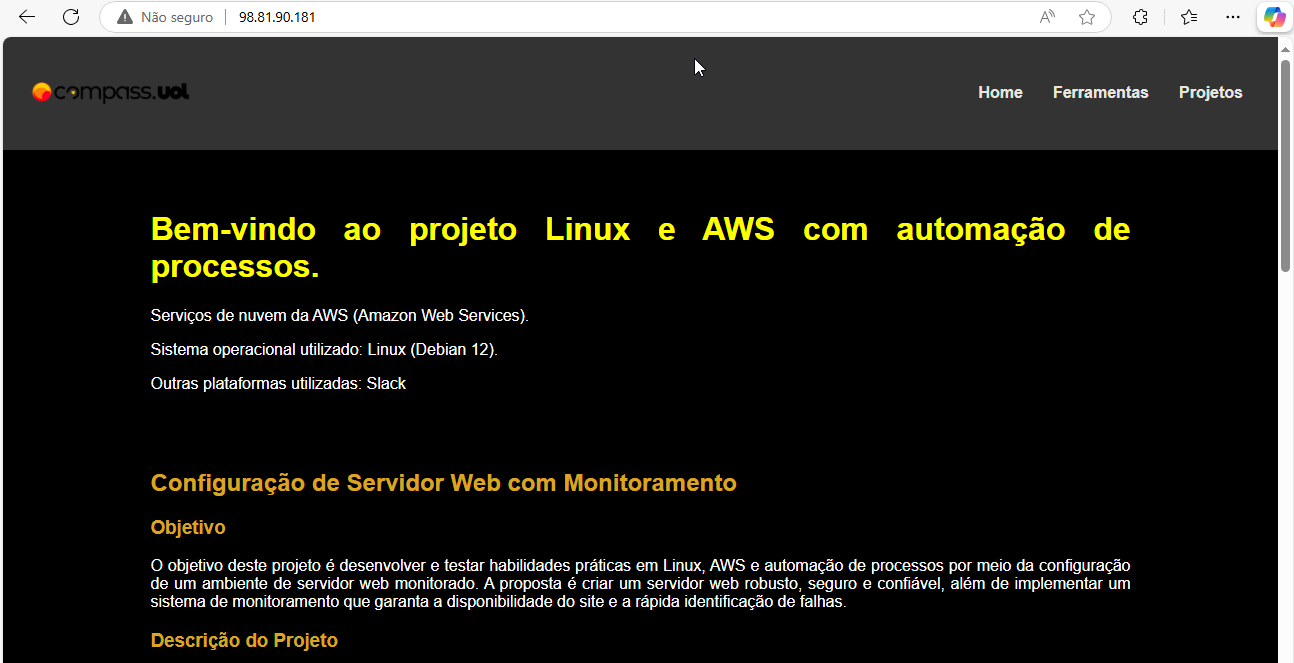 Não seguro
98.81.90.181
compass.uol
Home Ferramentas Projetos
Bem-vindo ao projeto Linux e AWS com automação de
processos.
Serviços de nuvem da AWS (Amazon Web Services).
Sistema operacional utilizado: Linux (Debian 12).
Outras plataformas utilizadas: Slack
Configuração de Servidor Web com Monitoramento
Objetivo
O objetivo deste projeto é desenvolver e testar habilidades práticas em Linux, AWS e automação de processos por meio da configuração
de um ambiente de servidor web monitorado. A proposta é criar um servidor web robusto, seguro e confiável, além de implementar um
sistema de monitoramento que garanta a disponibilidade do site e a rápida identificação de falhas.
Descrição do Projeto